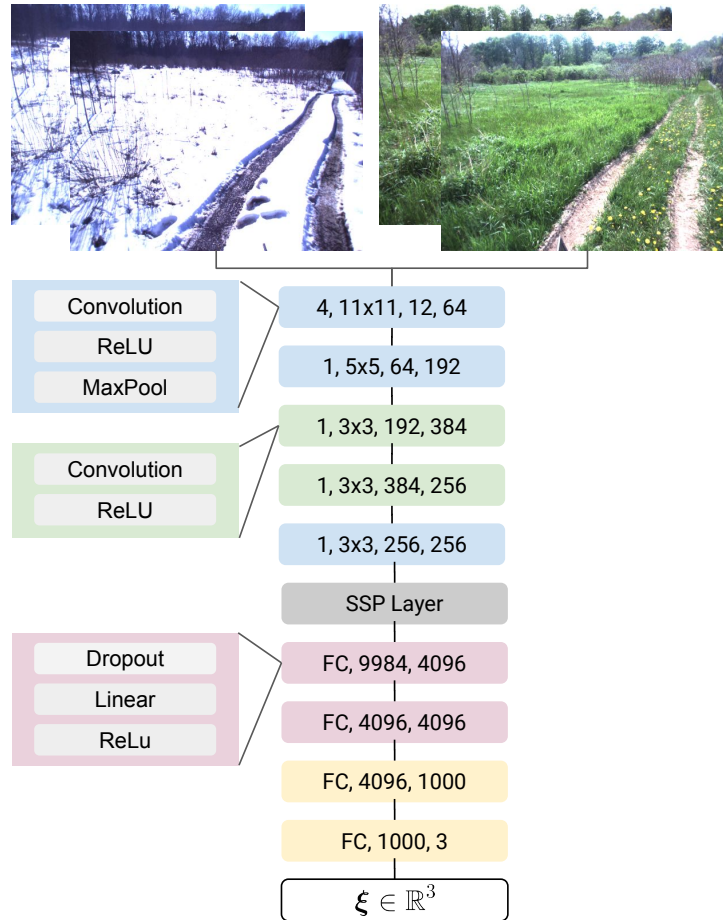 Convolution
ReLU
MaxPool
4, 11x11, 12, 64
1, 5x5, 64, 192
Convolution
ReLU
1, 3x3, 192, 384
1, 3x3, 384, 256
1, 3x3, 256, 256
SSP Layer
Dropout
Linear
ReLu
FC, 9984, 4096
FC, 4096, 4096
FC, 4096, 1000
FC, 1000, 3
ξ ∈ ℝ³